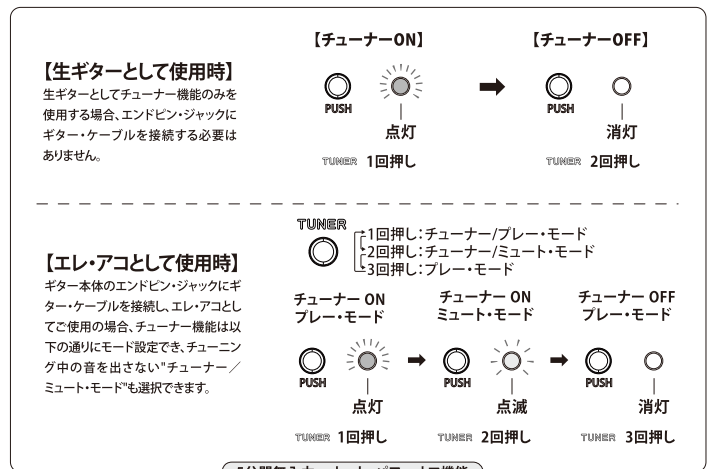 【チューナーON】
【チューナーOFF】
【生ギターとして使用時】
生ギターとしてチューナー機能のみを
使用する場合、エンドピン・ジャックに
ギター・ケーブルを接続する必要は
ありません。
PUSH
点灯
TUNER 1回押し
PUSH
消灯
TUNER 2回押し
TUNER
1回押し：チューナー/プレー・モード
2回押し：チューナー/ミュート・モード
3回押し：プレー・モード
【エレ・アコとして使用時】
ギター本体のエンドピン・ジャックにギ
ター・ケーブルを接続し、エレ・アコとし
てご使用の場合、チューナー機能は以
下の通りにモード設定でき、チューニン
グ中の音を出さない"チューナー／
ミュート・モード"も選択できます。
チューナー ON
プレー・モード
PUSH
点灯
TUNER 1回押し
チューナー ON
ミュート・モード
PUSH
点滅
TUNER 2回押し
チューナー OFF
プレー・モード
PUSH
消灯
TUNER 3回押し